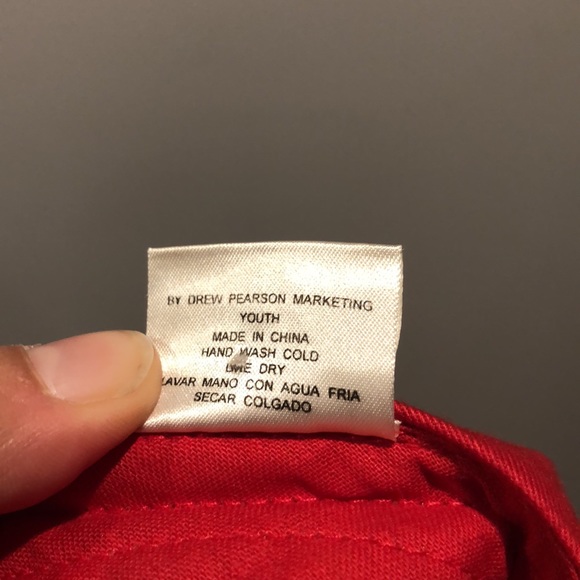 BY DREW PEARSON MARKETING
YOUTH
MADE IN CHINA
HAND WASH COLD
LINE DRY
LAVAR MANO CON AGUA FRIA
SECAR COLGADO